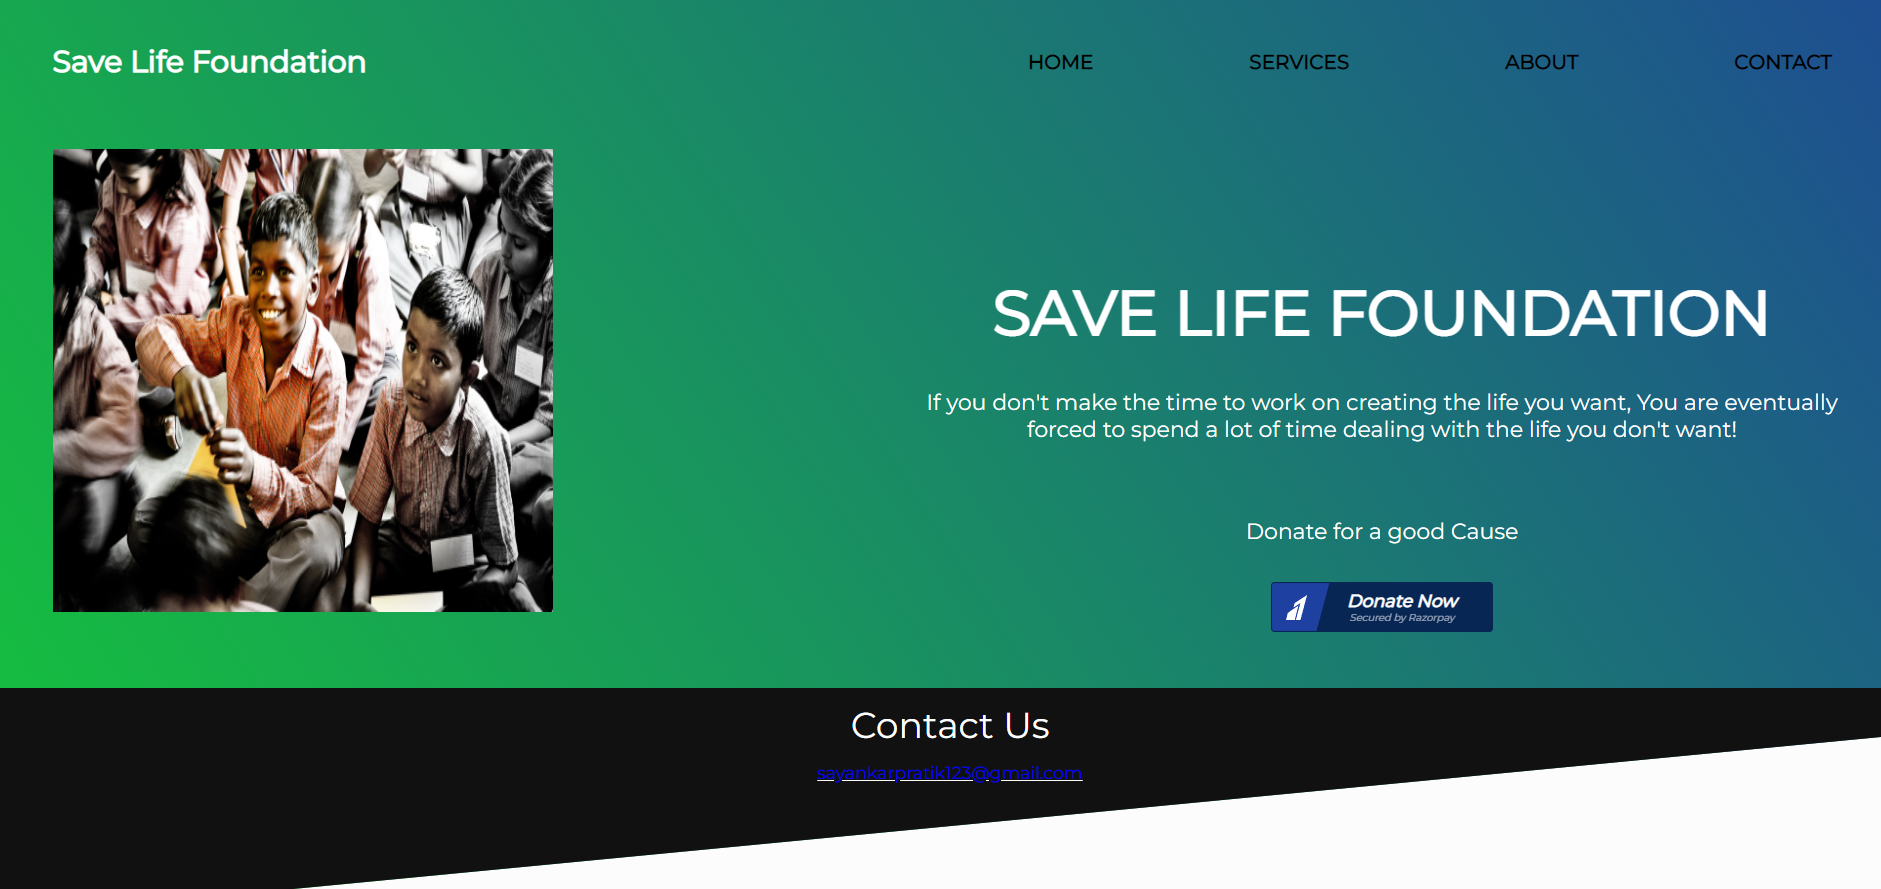 Save Life Foundation
HOME SERVICES ABOUT CONTACT
SAVE LIFE FOUNDATION
If you don't make the time to work on creating the life you want, You are eventually
forced to spend a lot of time dealing with the life you don't want!
Donate for a good Cause
Donate Now
Secured by Razorpay
Contact Us
sayankarpratik123@gmail.com